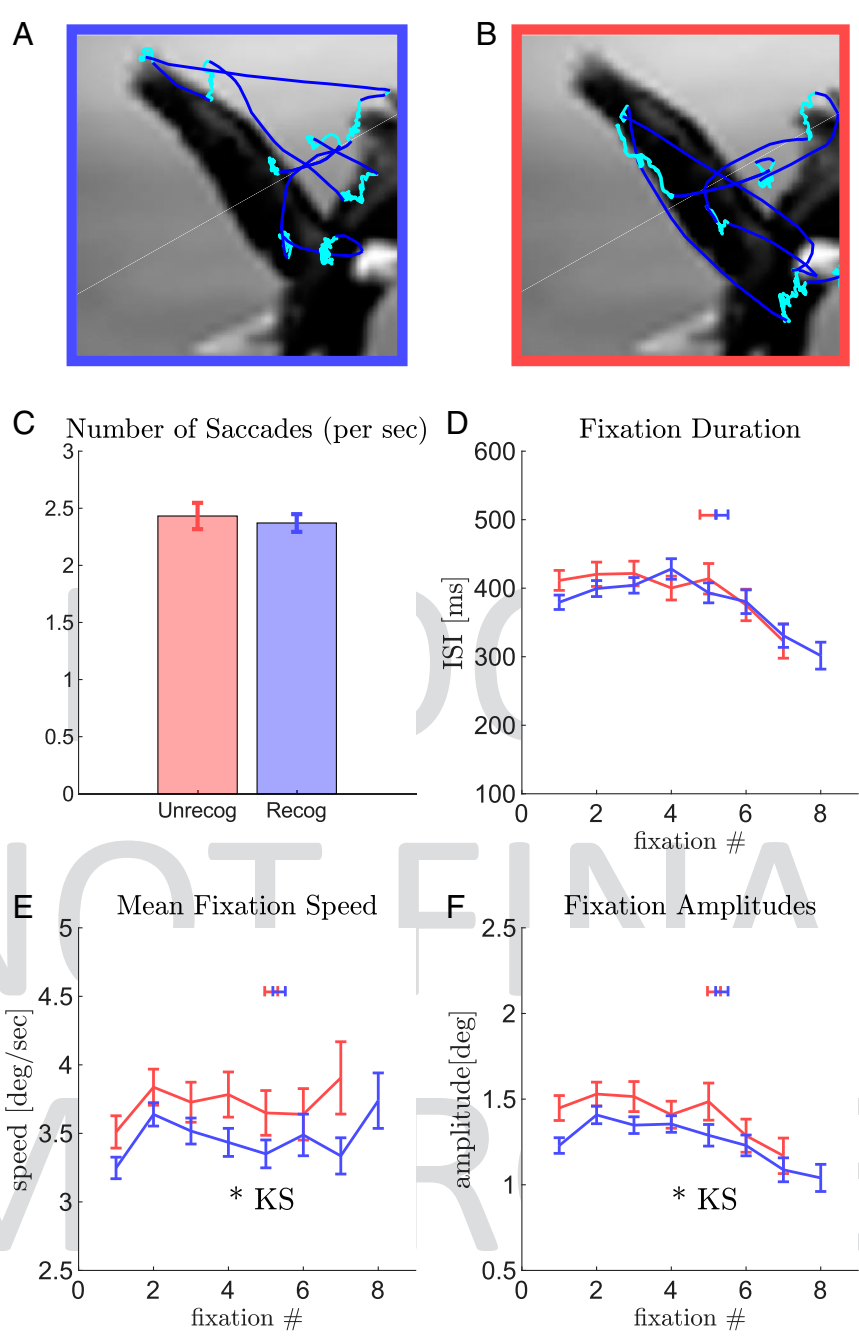 A
B
C
Number of Saccades (per sec)
3
2.5
2
1.5
1
0.5
0
Unrecog Recog
D
Fixation Duration
600
500
400
300
200
100
ISI [ms]
0 2 4 6 8
fixation #
E
Mean Fixation Speed
5
4.5
4
3.5
3
2.5
speed [deg/sec]
* KS
0 2 4 6 8
fixation #
F
Fixation Amplitudes
2.5
2
1.5
1
0.5
amplitude[deg]
* KS
0 2 4 6 8
fixation #
NOT FINA